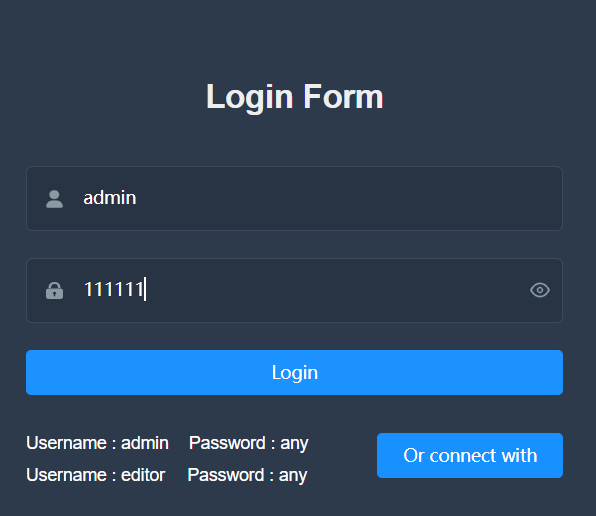 Login Form
admin
111111
Login
Username : admin Password : any
Username : editor Password : any
Or connect with